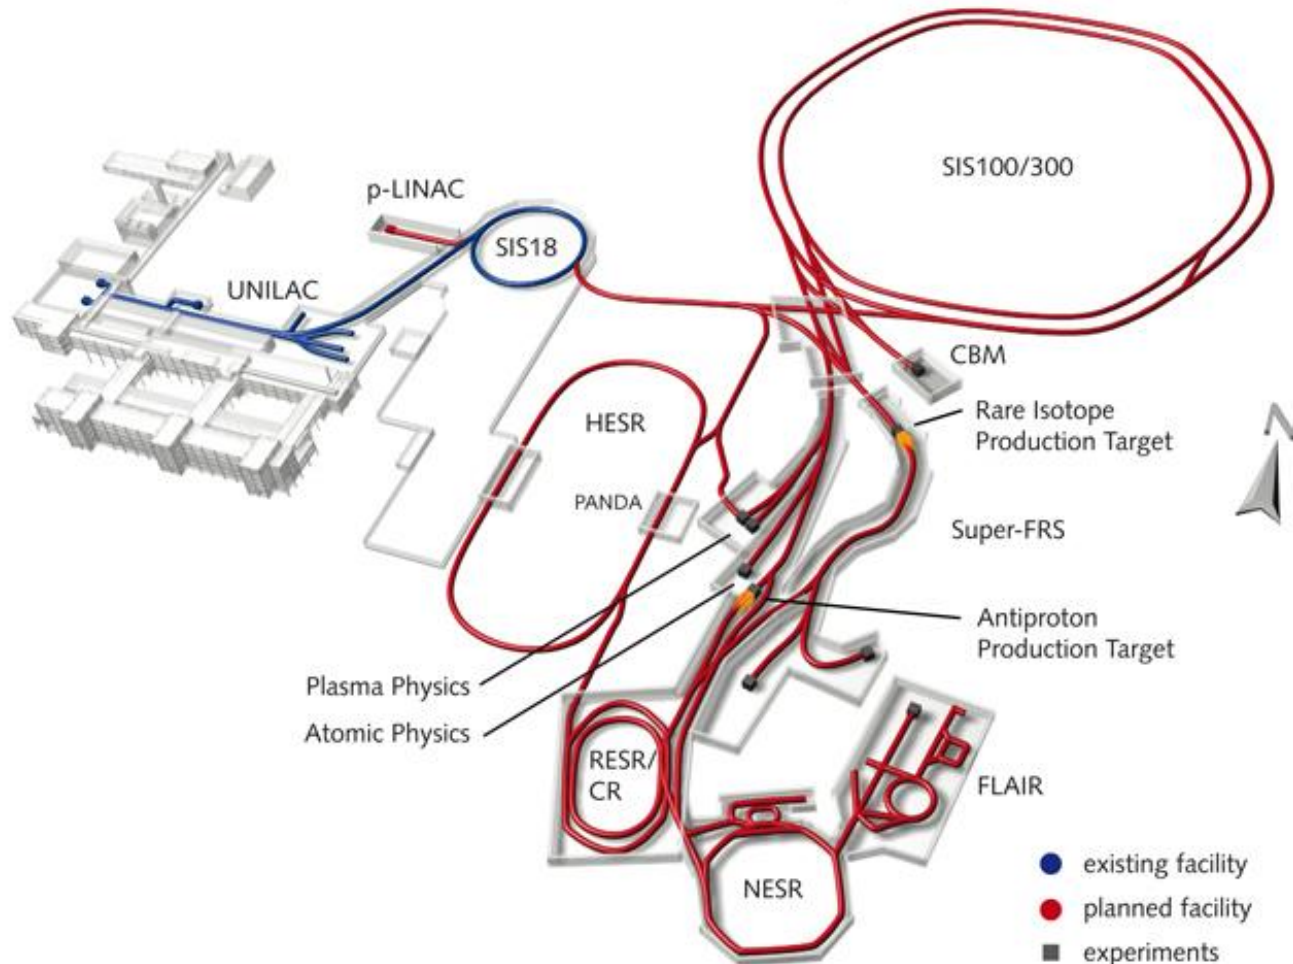 SIS100/300
p-LINAC
SIS18
UNILAC
CBM
Rare Isotope
Production Target
HESR
PANDA
Super-FRS
Antiproton
Production Target
Plasma Physics
Atomic Physics
RESR/
CR
FLAIR
NESR
existing facility
planned facility
experiments